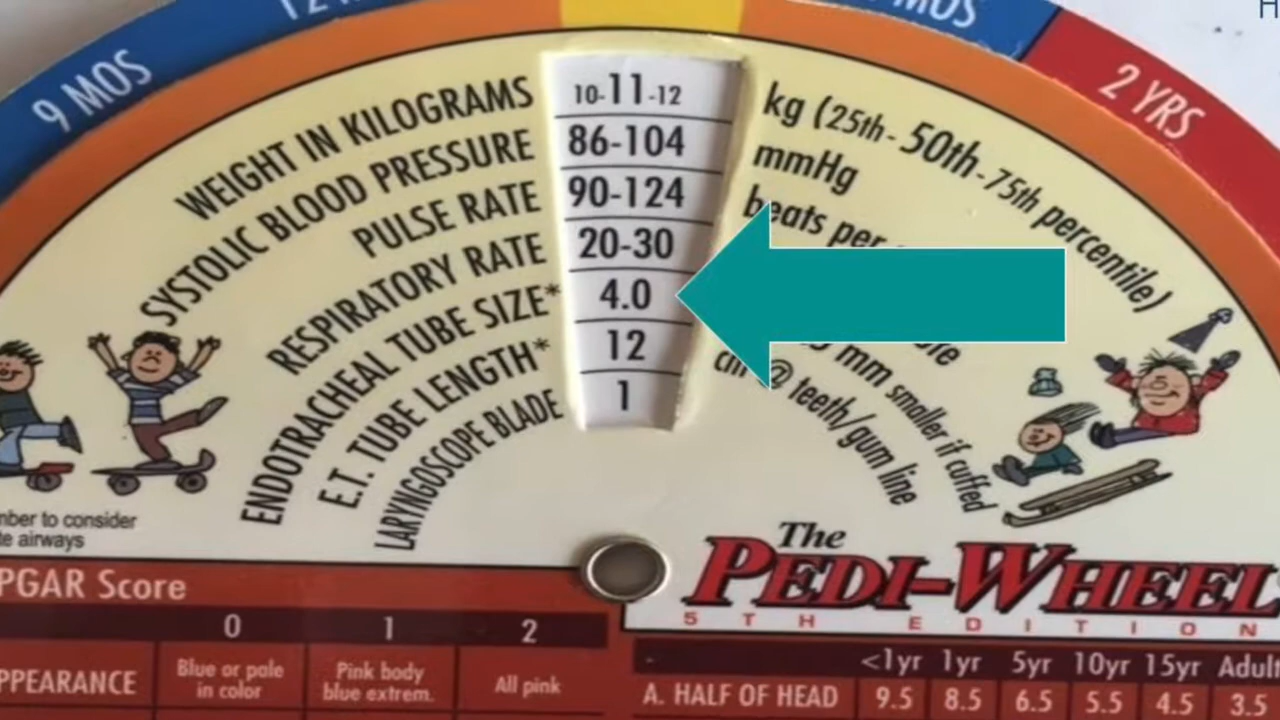 9 MOS
MOS
2 YRS
H
WEIGHT IN KILOGRAMS 10-11-12 kg (25th - 50th - 75th percentile)
SYSTOLIC BLOOD PRESSURE 86-104 mmHg
PULSE RATE 90-124 beats per
RESPIRATORY RATE 20-30
ENDOTRACHEAL TUBE SIZE* 4.0 mm smaller if cuffed
E.T. TUBE LENGTH* 12 @ teeth/gum line
LARYNGOSCOPE BLADE 1
to consider
airways
The
PEDI-WHEEL
5TH EDITION
PGAR Score
0 1 2
PPEARANCE
Blue or pale
in color
Pink body
blue extrem.
All pink
- <1yr 1yr 5yr 10yr 15yr Adult
A. HALF OF HEAD 9.5 8.5 6.5 5.5 4.5 3.5